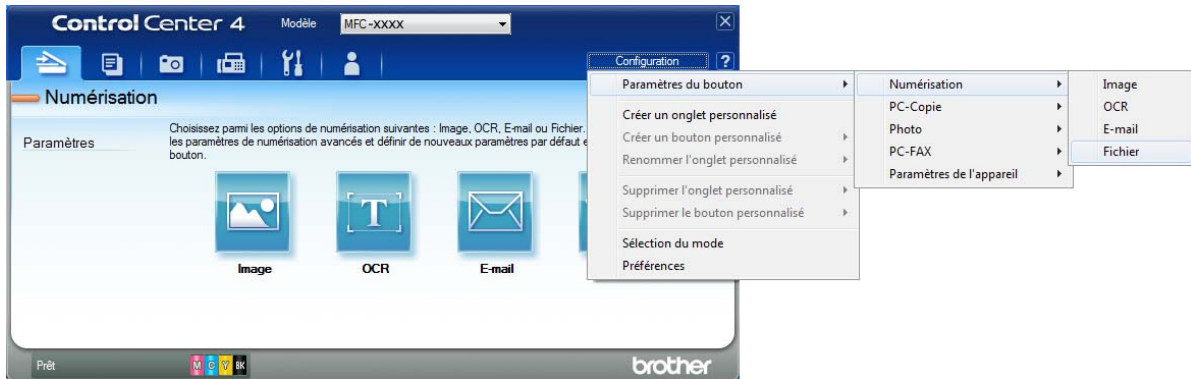 Control Center 4
Modèle
MFC-XXXX
Configuration
?
Numérisation
Paramètres
Choisissez parmi les options de numérisation suivantes : Image, OCR, E-mail ou Fichier.
les paramètres de numérisation avancés et définir de nouveaux paramètres par défaut
bouton.
Image
OCR
E-mail
Paramètres du bouton
Créer un onglet personnalisé
Créer un bouton personnalisé
Renommer l'onglet personnalisé
Supprimer l'onglet personnalisé
Supprimer le bouton personnalisé
Sélection du mode
Préférences
Numérisation
PC-Copie
Photo
PC-FAX
Paramètres de l'appareil
Image
OCR
E-mail
Fichier
Prêt
M C Y BK
brother